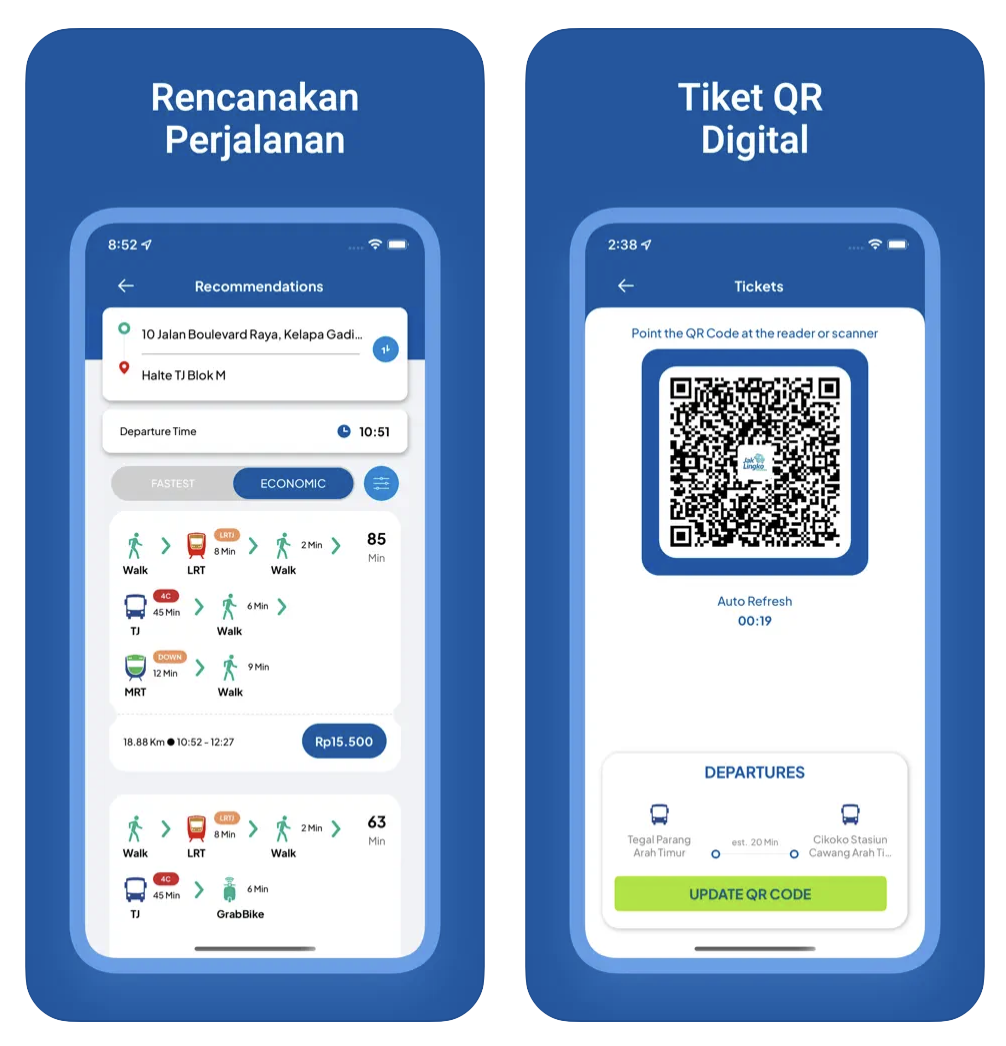 Rencanakan
Perjalanan
8:52
Recommendations
10 Jalan Boulevard Raya, Kelapa Gadi...
Halte TJ Blok M
Departure Time 10:51
FASTEST ECONOMIC
LRTJ
8 Min 2 Min 85
Min
Walk LRT Walk
4C
45 Min 6 Min
TJ Walk
DOWN
12 Min 9 Min
MRT Walk
18.88 Km ● 10:52 - 12:27 Rp15.500
LRTJ
8 Min 2 Min 63
Min
Walk LRT Walk
4C
45 Min 6 Min
TJ GrabBike
Tiket QR
Digital
2:38
Tickets
Point the QR Code at the reader or scanner
Jak
Lingko
Auto Refresh
00:19
DEPARTURES
Tegal Parang
Arah Timur
est. 20 Min
Cikoko Stasiun
Cawang Arah Ti...
UPDATE QR CODE